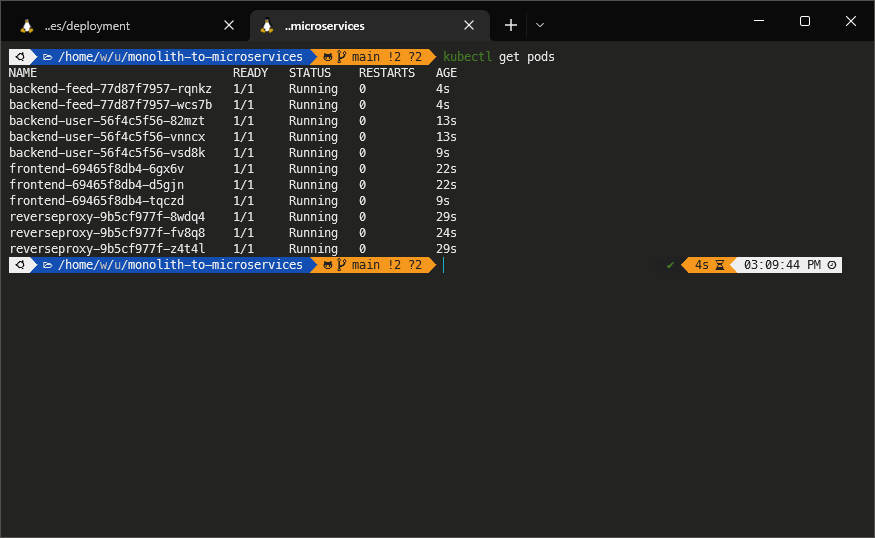 ..es/deployment
..microservices
/home/w/u/monolith-to-microservices main !2 ?2 kubectl get pods
NAME READY STATUS RESTARTS AGE
backend-feed-77d87f7957-rqnkz 1/1 Running 0 4s
backend-feed-77d87f7957-wcs7b 1/1 Running 0 4s
backend-user-56f4c5f56-82mzt 1/1 Running 0 13s
backend-user-56f4c5f56-vnncx 1/1 Running 0 13s
backend-user-56f4c5f56-vsd8k 1/1 Running 0 9s
frontend-69465f8db4-6gx6v 1/1 Running 0 22s
frontend-69465f8db4-d5gjn 1/1 Running 0 22s
frontend-69465f8db4-tqczd 1/1 Running 0 9s
reverseproxy-9b5cf977f-8wdq4 1/1 Running 0 29s
reverseproxy-9b5cf977f-fv8q8 1/1 Running 0 24s
reverseproxy-9b5cf977f-z4t4l 1/1 Running 0 29s
/home/w/u/monolith-to-microservices main !2 ?2 ✔ 4s 03:09:44 PM